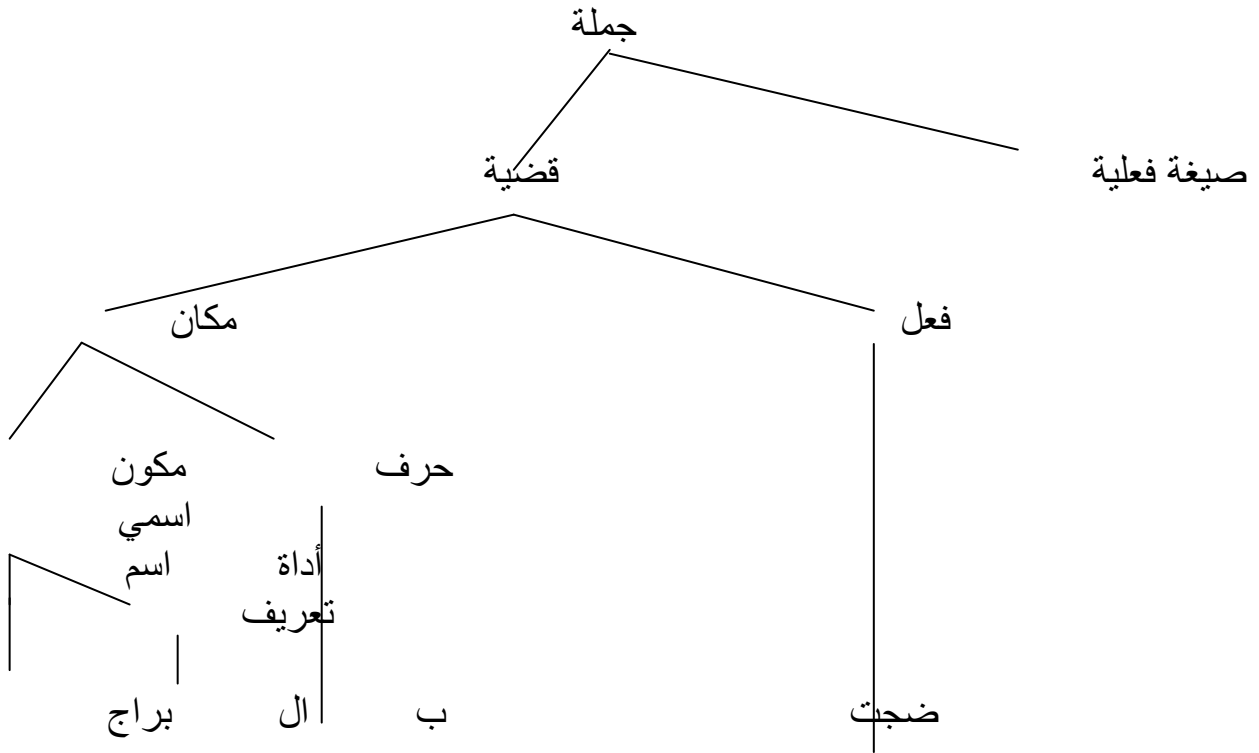 جملة
صيغة فعلية
قضية
فعل
مكان
حرف
مكون
اسمي
أداة
اسم
تعريف
ضجت
ب
ال
براج